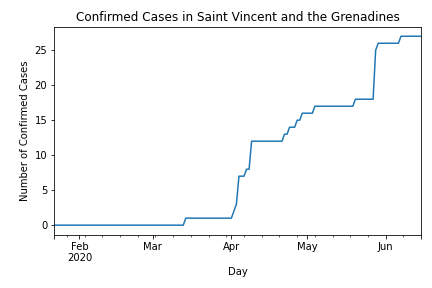 Confirmed Cases in Saint Vincent and the Grenadines
Number of Confirmed Cases
25
20
15
10
5
0
Feb Mar Apr May Jun
2020
Day